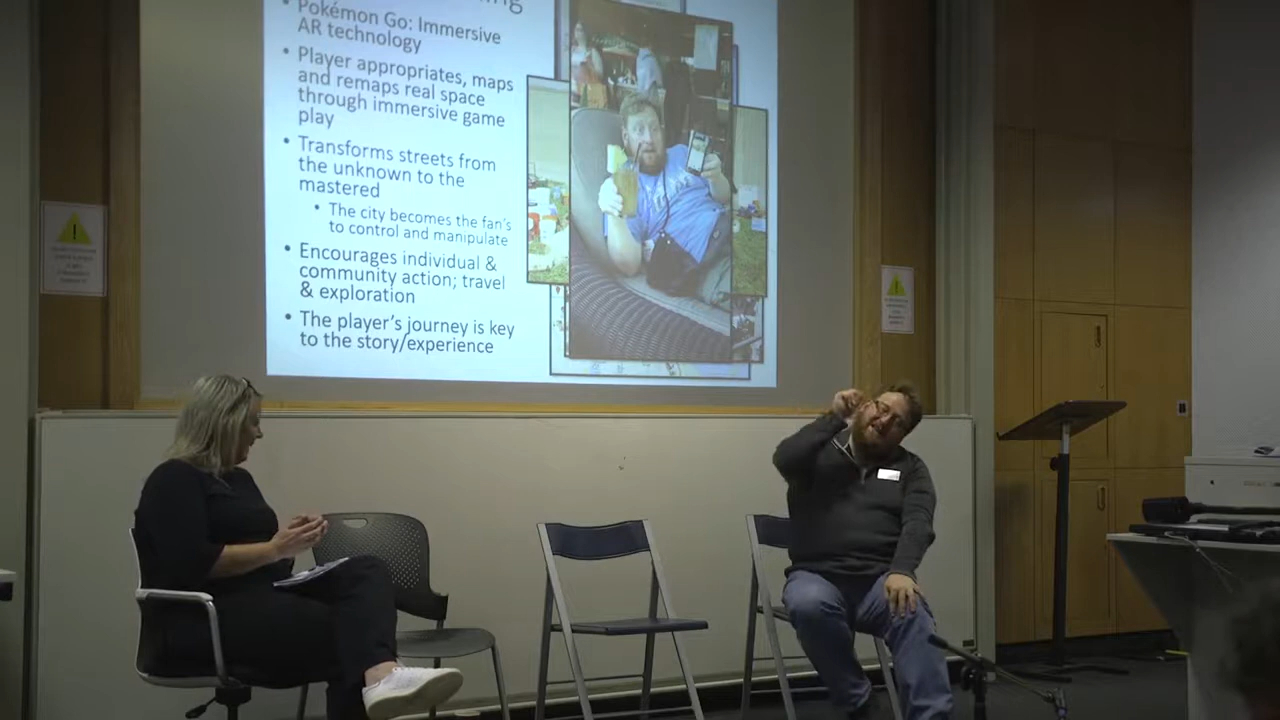 • Pokémon Go: Immersive
AR technology
• Player appropriates, maps
and remaps real space
through immersive game
play
• Transforms streets from
the unknown to the
mastered
• The city becomes the fan's
to control and manipulate
• Encourages individual &
community action; travel
& exploration
• The player's journey is key
to the story/experience